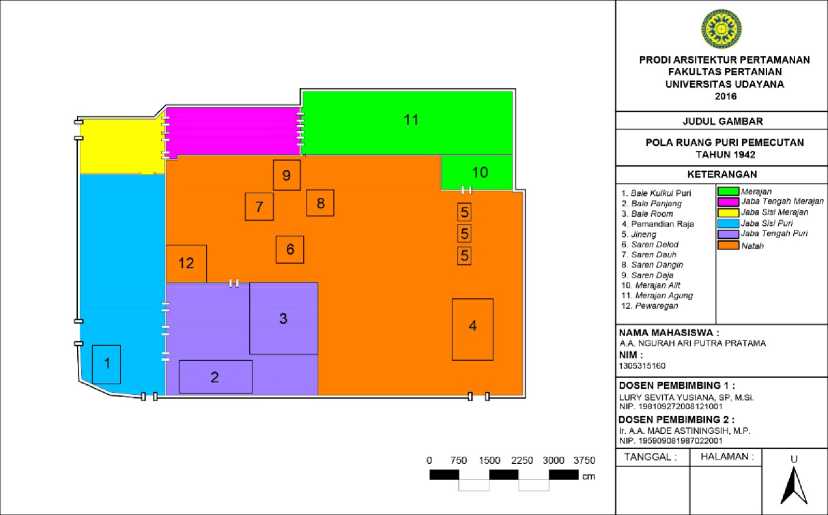 PRODI ARSITEKTUR PERTAMANAN
FAKULTAS PERTANIAN
UNIVERSITAS UDAYANA
2016
JUDUL GAMBAR
POLA RUANG PURI PEMECUTAN
TAHUN 1942
KETERANGAN
1. Bale Kulkul Puri
2. Bale Panjang
3. Bale Room
4. Pemandian Raja
5. Jineng
6. Saren Delod
7. Saren Dauh
8. Saren Dangin
9. Saren Daja
10. Merajan Alit
11. Merajan Agung
12. Pewaregan
Merajan
Jaba Tengah Merajan
Jaba Sisi Merajan
Jaba Sisi Puri
Jaba Tengah Puri
Natah
NAMA MAHASISWA :
A.A. NGURAH ARI PUTRA PRATAMA
NIM :
1305315160
DOSEN PEMBIMBING 1 :
LURY SEVITA YUSIANA, SP, M.Si.
NIP. 198109272008121001
DOSEN PEMBIMBING 2 :
Ir. A.A. MADE ASTININGSIH, M.P.
NIP. 195909081987022001
TANGGAL :
HALAMAN :
U
11
10
9
8
7
6
5
5
5
12
3
4
2
1
0 750 1500 2250 3000 3750
cm